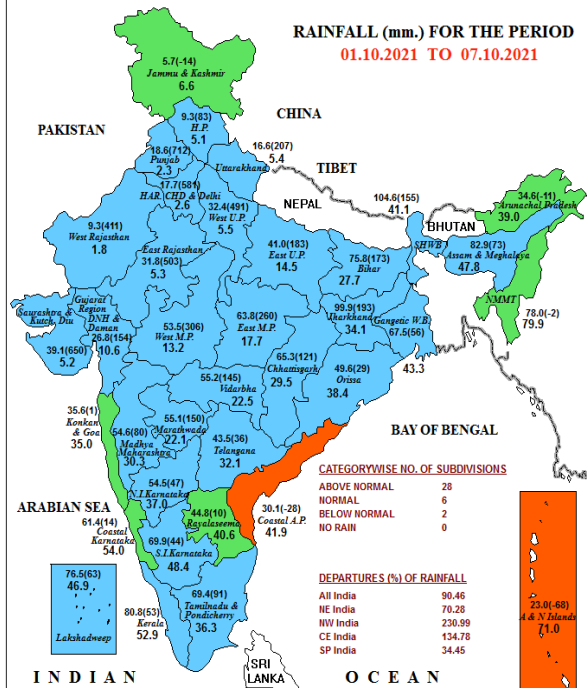 RAINFALL (mm.) FOR THE PERIOD
01.10.2021 TO 07.10.2021
5.7(-14)
Jammu & Kashmir
6.6
CHINA
PAKISTAN
9.3(83)
H.P.
5.1
18.6(712)
Punjab
2.3
Uttarakhand
16.6(207)
5.4
TIBET
17.7(581)
HAR. CHD & Delhi
2.6
32.4(491)
West U.P.
5.5
NEPAL
104.6(155)
41.1
BHUTAN
34.6(-11)
Arunachal Pradesh
39.0
9.3(411)
West Rajasthan
1.8
East Rajasthan
31.8(503)
5.3
41.0(183)
East U.P.
14.5
75.8(173)
Bihar
27.7
SHWB
82.9(73)
Assam & Meghalaya
47.8
NMMT
78.0(-2)
79.9
Saurashtra &
Kutch, Diu
39.1(650)
5.2
Gujarat
Region
DNH &
Daman
26.8(154)
10.6
53.5(306)
West M.P.
13.2
63.8(260)
East M.P.
17.7
99.9(193)
Jharkhand
34.1
Gangetic W.B.
67.5(56)
43.3
65.3(121)
Chhattisgarh
29.5
49.6(29)
Orissa
38.4
55.2(145)
Vidarbha
22.5
35.6(1)
Konkan
& Goa
35.0
54.6(80)
Madhya
Maharashtra
30.3
55.1(150)
Marathwada
22.1
43.5(36)
Telangana
32.1
BAY OF BENGAL
54.5(47)
N.I.Karnataka
37.0
ARABIAN SEA
61.4(14)
Coastal
Karnataka
54.0
44.8(10)
Rayalaseema
40.6
30.1(-28)
Coastal A.P.
41.9
69.9(44)
S.I.Karnataka
48.4
CATEGORYWISE NO. OF SUBDIVISIONS
ABOVE NORMAL 28
NORMAL 6
BELOW NORMAL 2
NO RAIN 0
DEPARTURES (%) OF RAINFALL
All India 90.46
NE India 70.28
NW India 230.99
CE India 134.78
SP India 34.45
23.0(-68)
A & N Islands
71.0
76.5(63)
46.9
Lakshadweep
80.8(53)
Kerala
52.9
69.4(91)
Tamilnadu &
Pondicherry
36.3
SRI
LANKA
INDIAN OCEAN